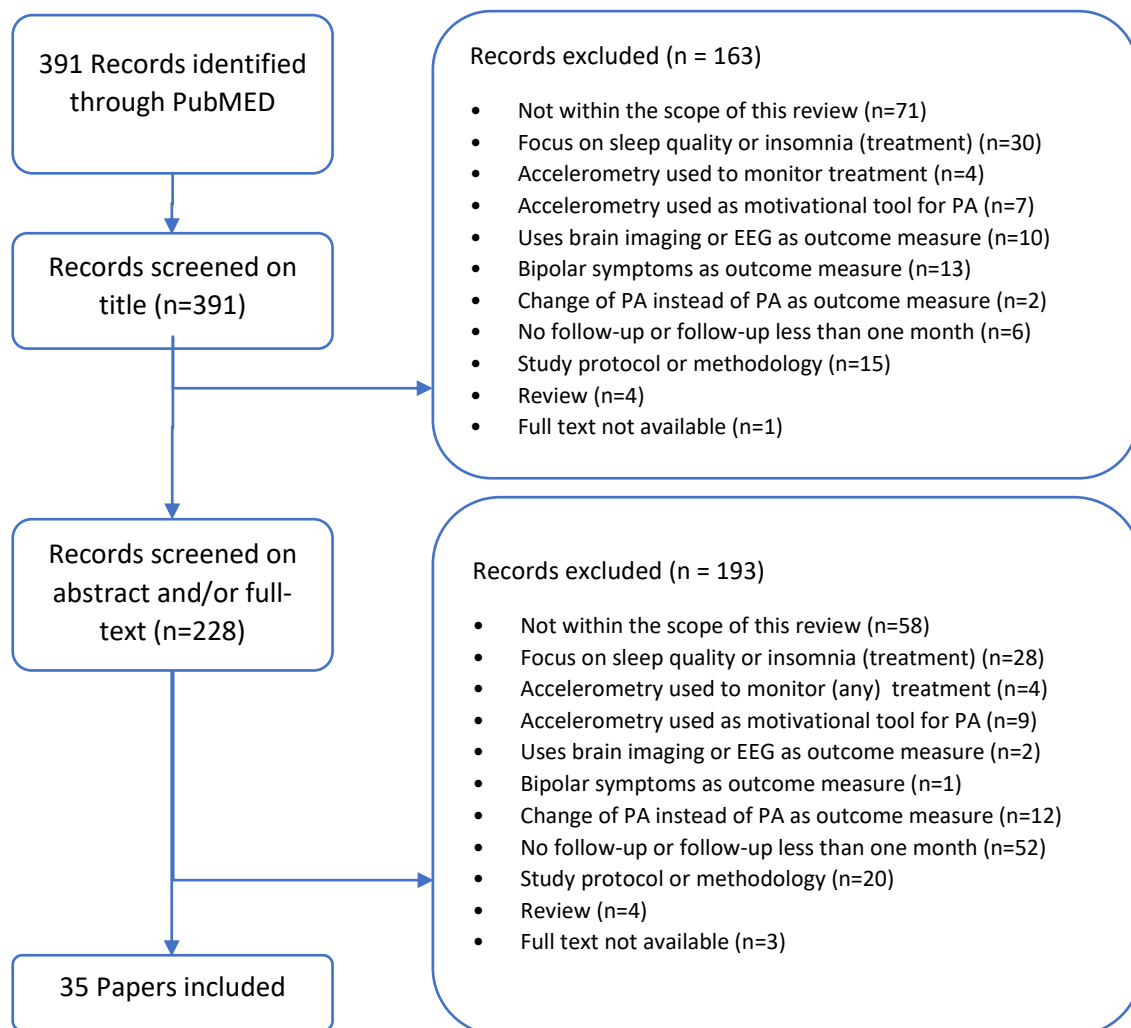 391 Records identified
through PubMED
Records excluded (n = 163)
• Not within the scope of this review (n=71)
• Focus on sleep quality or insomnia (treatment) (n=30)
• Accelerometry used to monitor treatment (n=4)
• Accelerometry used as motivational tool for PA (n=7)
• Uses brain imaging or EEG as outcome measure (n=10)
• Bipolar symptoms as outcome measure (n=13)
• Change of PA instead of PA as outcome measure (n=2)
• No follow-up or follow-up less than one month (n=6)
• Study protocol or methodology (n=15)
• Review (n=4)
• Full text not available (n=1)
Records screened on
title (n=391)
Records screened on
abstract and/or full-
text (n=228)
Records excluded (n = 193)
• Not within the scope of this review (n=58)
• Focus on sleep quality or insomnia (treatment) (n=28)
• Accelerometry used to monitor (any)  treatment (n=4)
• Accelerometry used as motivational tool for PA (n=9)
• Uses brain imaging or EEG as outcome measure (n=2)
• Bipolar symptoms as outcome measure (n=1)
• Change of PA instead of PA as outcome measure (n=12)
• No follow-up or follow-up less than one month (n=52)
• Study protocol or methodology (n=20)
• Review (n=4)
• Full text not available (n=3)
35 Papers included